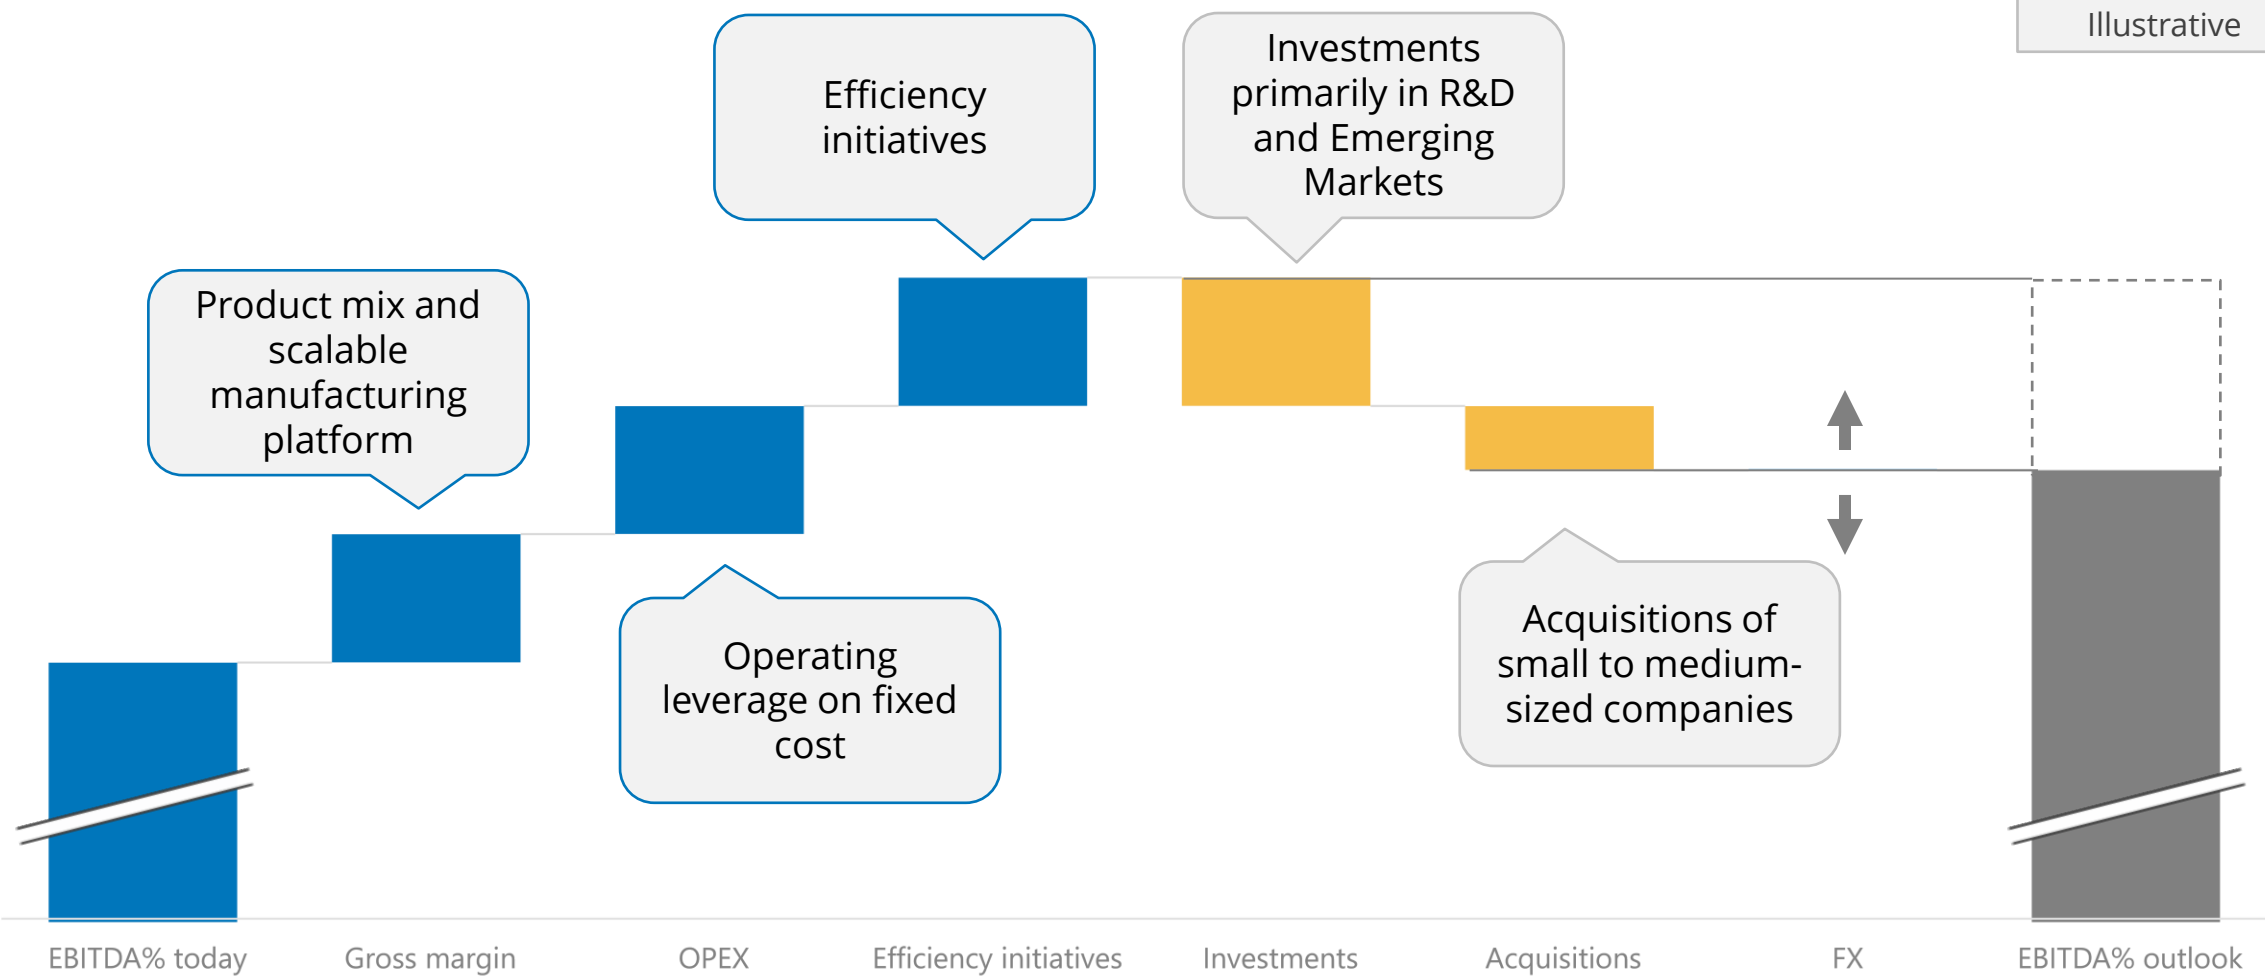 Illustrative
Efficiency
initiatives
Investments
primarily in R&D
and Emerging
Markets
Product mix and
scalable
manufacturing
platform
Operating
leverage on fixed
cost
Acquisitions of
small to medium-
sized companies
EBITDA% today
Gross margin
OPEX
Efficiency initiatives
Investments
Acquisitions
FX
EBITDA% outlook